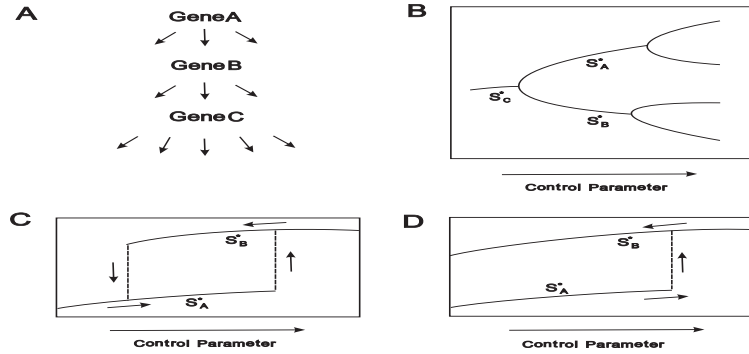 A
GeneA
GeneB
GeneC
B
S*A
S*C
S*B
Control Parameter
C
S*B
S*A
Control Parameter
D
S*B
S*A
Control Parameter